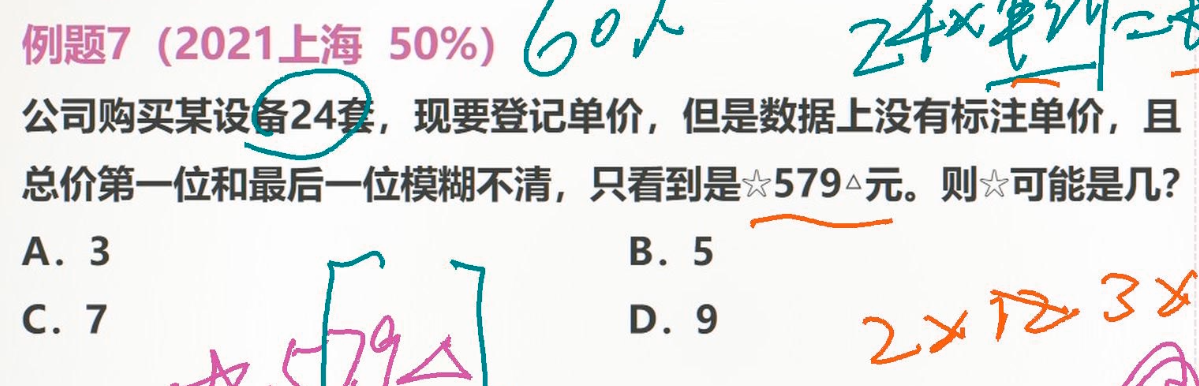 例题7（2021上海 50%）
60人
24×单价=
公司购买某设备24套，现要登记单价，但是数据上没有标注单价，且
总价第一位和最后一位模糊不清，只看到是☆579△元。则☆可能是几？
A．3
B．5
C．7
D．9
2×12 3×
☆579△